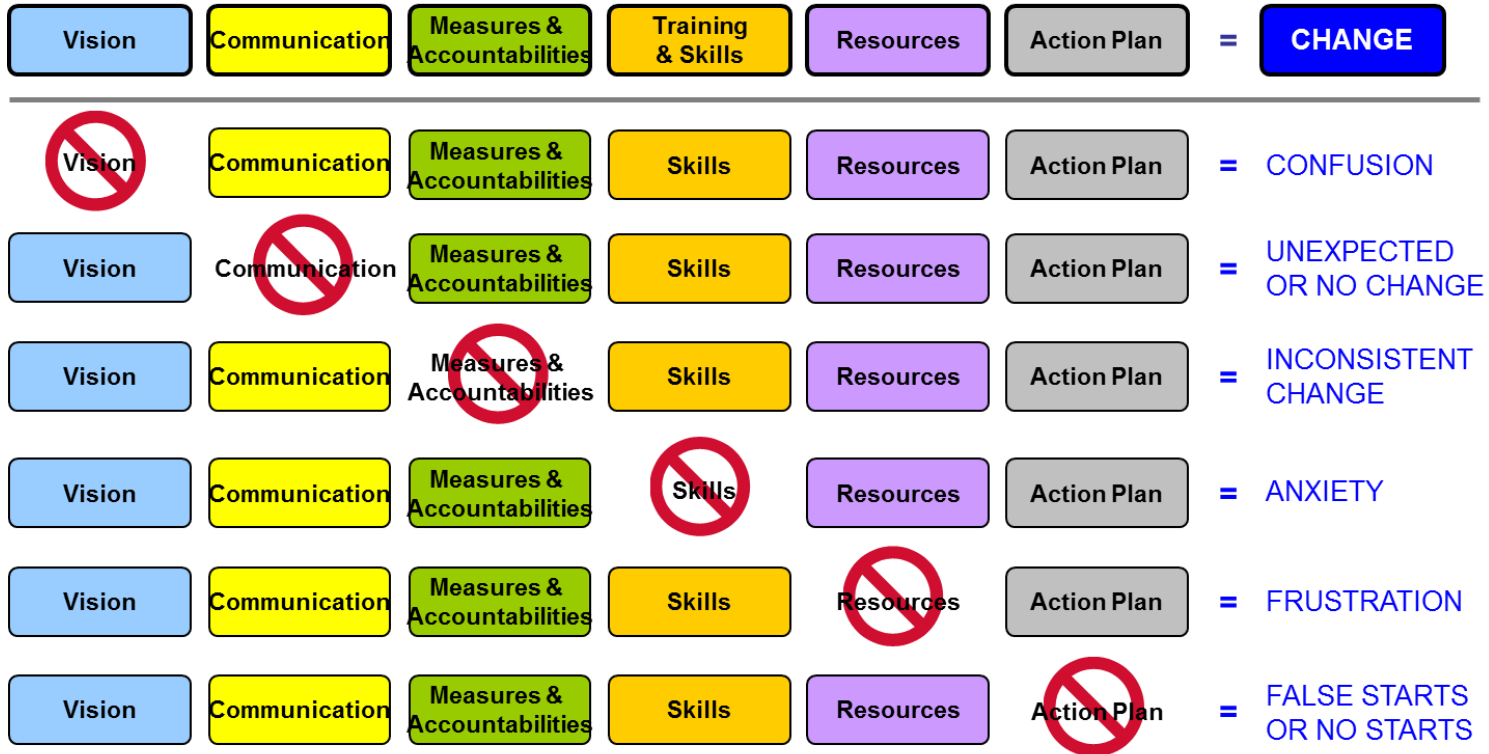 Vision Communication Measures & Accountabilities Training & Skills Resources Action Plan = CHANGE
Vision Communication Measures & Accountabilities Skills Resources Action Plan = CONFUSION
Vision Communication Measures & Accountabilities Skills Resources Action Plan = UNEXPECTED OR NO CHANGE
Vision Communication Measures & Accountabilities Skills Resources Action Plan = INCONSISTENT CHANGE
Vision Communication Measures & Accountabilities Skills Resources Action Plan = ANXIETY
Vision Communication Measures & Accountabilities Skills Resources Action Plan = FRUSTRATION
Vision Communication Measures & Accountabilities Skills Resources Action Plan = FALSE STARTS OR NO STARTS